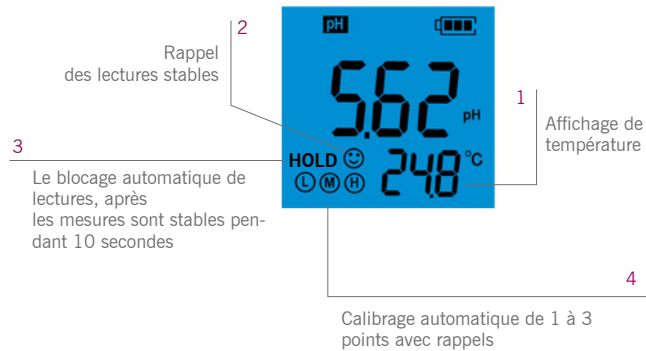 2
Rappel
des lectures stables
3
Le blocage automatique de
lectures, après
les mesures sont stables pen-
dant 10 secondes
pH
5.62 pH
HOLD
L M H
24.8 °C
1
Affichage de
température
4
Calibrage automatique de 1 à 3
points avec rappels